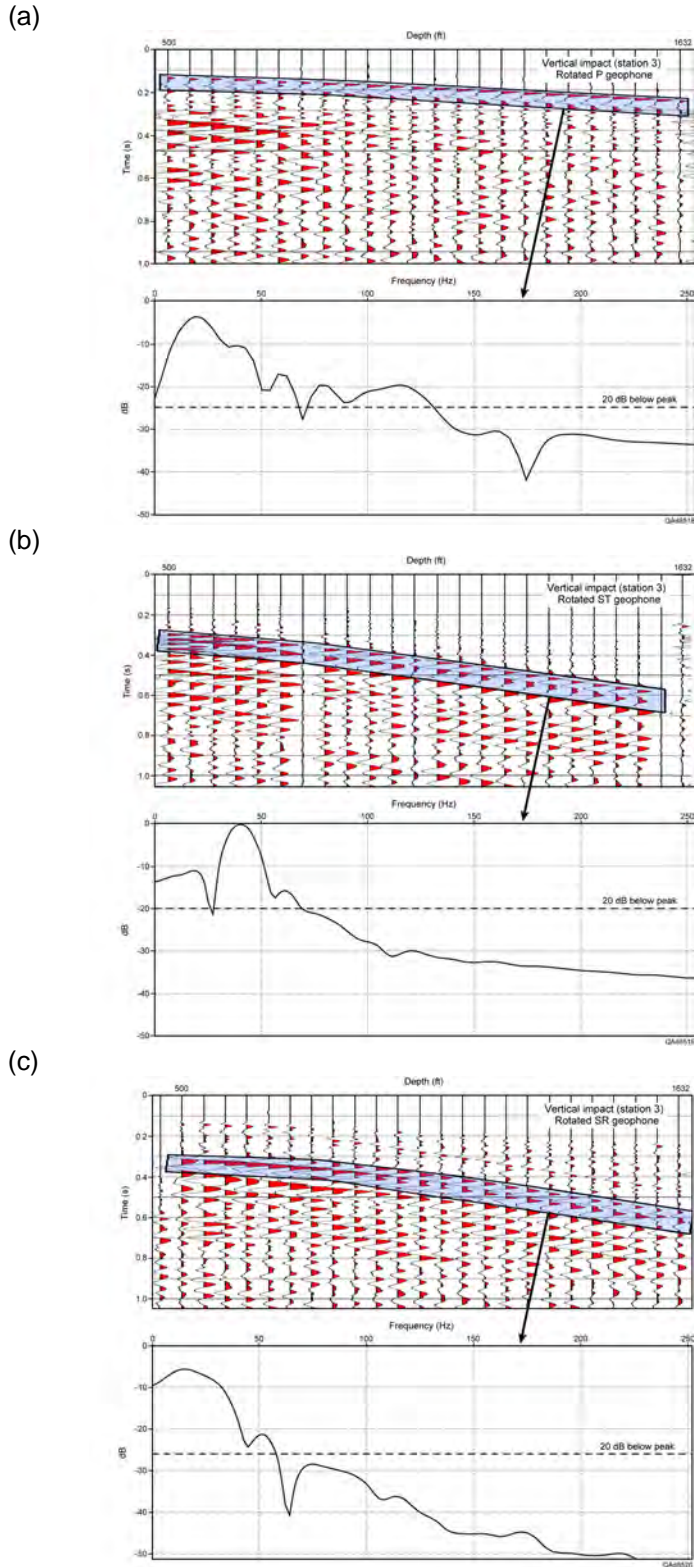 (a)
Depth (ft)
500 1632
0
0.2
0.4
0.6
0.8
1.0
Time (s)
Vertical impact (station 3)
Rotated P geophone
Frequency (Hz)
0 50 100 150 200 250
0
-10
-20
-30
-40
-50
dB
20 dB below peak
(b)
Depth (ft)
500 1632
0
0.2
0.4
0.6
0.8
1.0
Time (s)
Vertical impact (station 3)
Rotated ST geophone
Frequency (Hz)
0 50 100 150 200 250
0
-10
-20
-30
-40
-50
dB
20 dB below peak
(c)
Depth (ft)
500 1632
0
0.2
0.4
0.6
0.8
1.0
Time (s)
Vertical impact (station 3)
Rotated SR geophone
Frequency (Hz)
0 50 100 150 200 250
0
-10
-20
-30
-40
-50
dB
20 dB below peak